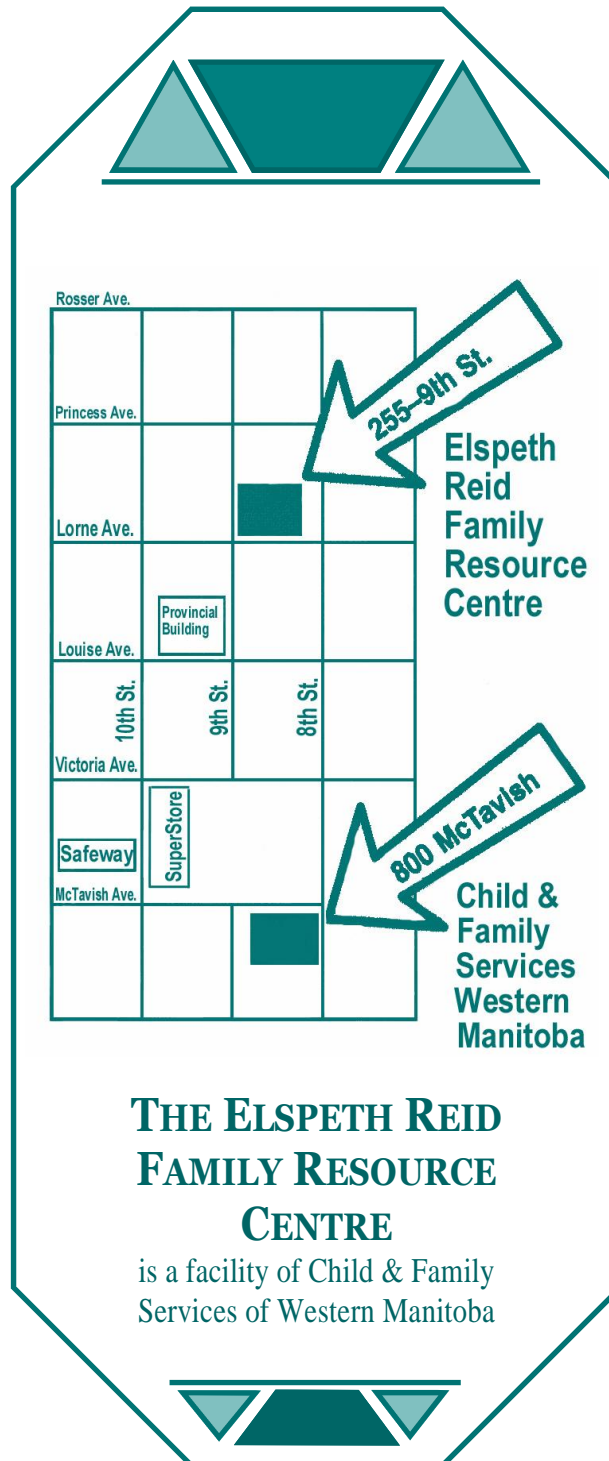 Rosser Ave.
255–9th St.
Princess Ave.
Elspeth
Reid
Family
Resource
Centre
Lorne Ave.
Provincial
Building
Louise Ave.
10th St.
9th St.
8th St.
Victoria Ave.
800 McTavish
SuperStore
Safeway
McTavish Ave.
Child &
Family
Services
Western
Manitoba
THE ELSPETH REID
FAMILY RESOURCE
CENTRE
is a facility of Child & Family
Services of Western Manitoba